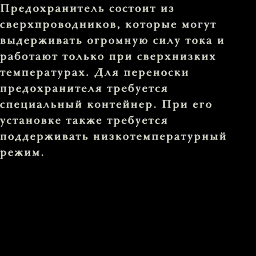 Предохранитель состоит из
сверхпроводников, которые могут
выдерживать огромную силу тока и
работают только при сверхнизких
температурах. Для переноски
предохранителя требуется
специальный контейнер. При его
установке также требуется
поддерживать низкотемпературный
режим.